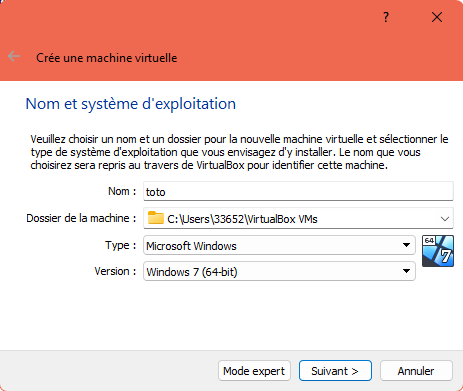 ?
Crée une machine virtuelle
Nom et système d'exploitation
Veuillez choisir un nom et un dossier pour la nouvelle machine virtuelle et sélectionner le
type de système d'exploitation que vous envisagez d'y installer. Le nom que vous
choisirez sera repris au travers de VirtualBox pour identifier cette machine.
Nom : toto
Dossier de la machine : C:\Users\33652\VirtualBox VMs
Type : Microsoft Windows
64
Version : Windows 7 (64-bit)
7
Mode expert Suivant > Annuler